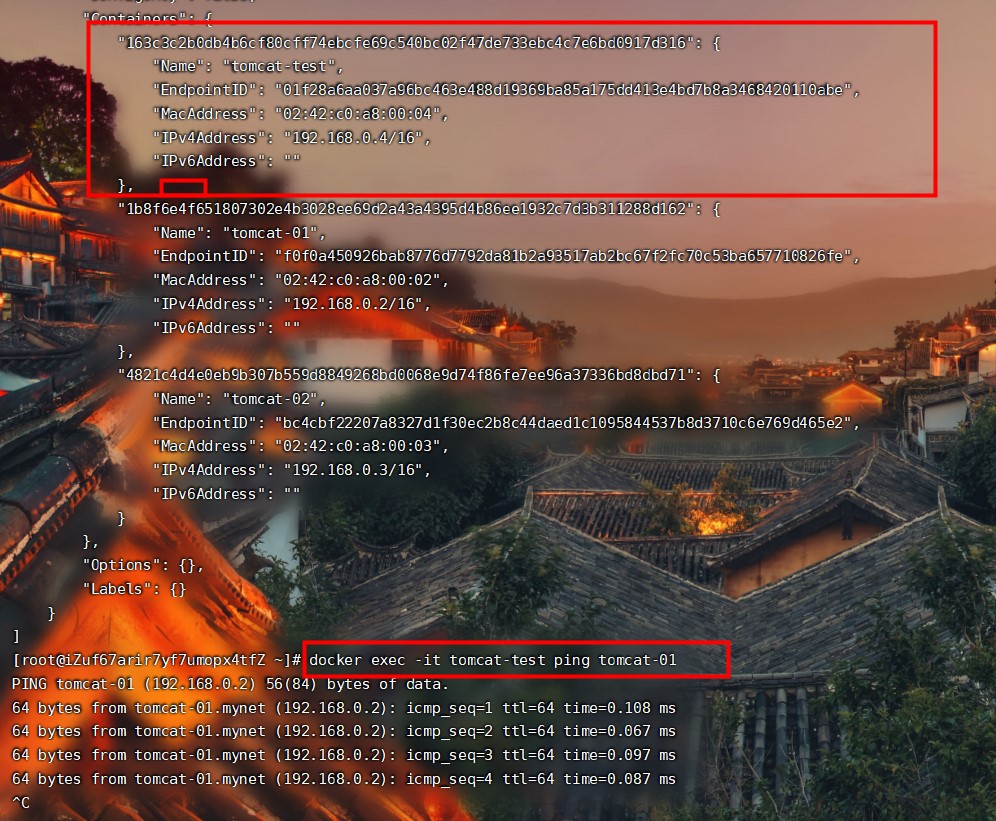 "Containers": {
"163c3c2b0db4b6cf80cff74ebcfe69c540bc02f47de733ebc4c7e6bd0917d316": {
"Name": "tomcat-test",
"EndpointID": "01f28a6aa037a96bc463e488d19369ba85a175dd413e4bd7b8a3468420110abe",
"MacAddress": "02:42:c0:a8:00:04",
"IPv4Address": "192.168.0.4/16",
"IPv6Address": ""
},
"1b8f6e4f651807302e4b3028ee69d2a43a4395d4b86ee1932c7d3b311288d162": {
"Name": "tomcat-01",
"EndpointID": "f0f0a450926bab8776d7792da81b2a93517ab2bc67f2fc70c53ba657710826fe",
"MacAddress": "02:42:c0:a8:00:02",
"IPv4Address": "192.168.0.2/16",
"IPv6Address": ""
},
"4821c4d4e0eb9b307b559d8849268bd0068e9d74f86fe7ee96a37336bd8dbd71": {
"Name": "tomcat-02",
"EndpointID": "bc4cbf22207a8327d1f30ec2b8c44daed1c1095844537b8d3710c6e769d465e2",
"MacAddress": "02:42:c0:a8:00:03",
"IPv4Address": "192.168.0.3/16",
"IPv6Address": ""
}
},
"Options": {},
"Labels": {}
}
]
[root@iZuf67arir7yf7umopx4tfZ ~]# docker exec -it tomcat-test ping tomcat-01
PING tomcat-01 (192.168.0.2) 56(84) bytes of data.
64 bytes from tomcat-01.mynet (192.168.0.2): icmp_seq=1 ttl=64 time=0.108 ms
64 bytes from tomcat-01.mynet (192.168.0.2): icmp_seq=2 ttl=64 time=0.067 ms
64 bytes from tomcat-01.mynet (192.168.0.2): icmp_seq=3 ttl=64 time=0.097 ms
64 bytes from tomcat-01.mynet (192.168.0.2): icmp_seq=4 ttl=64 time=0.087 ms
^C